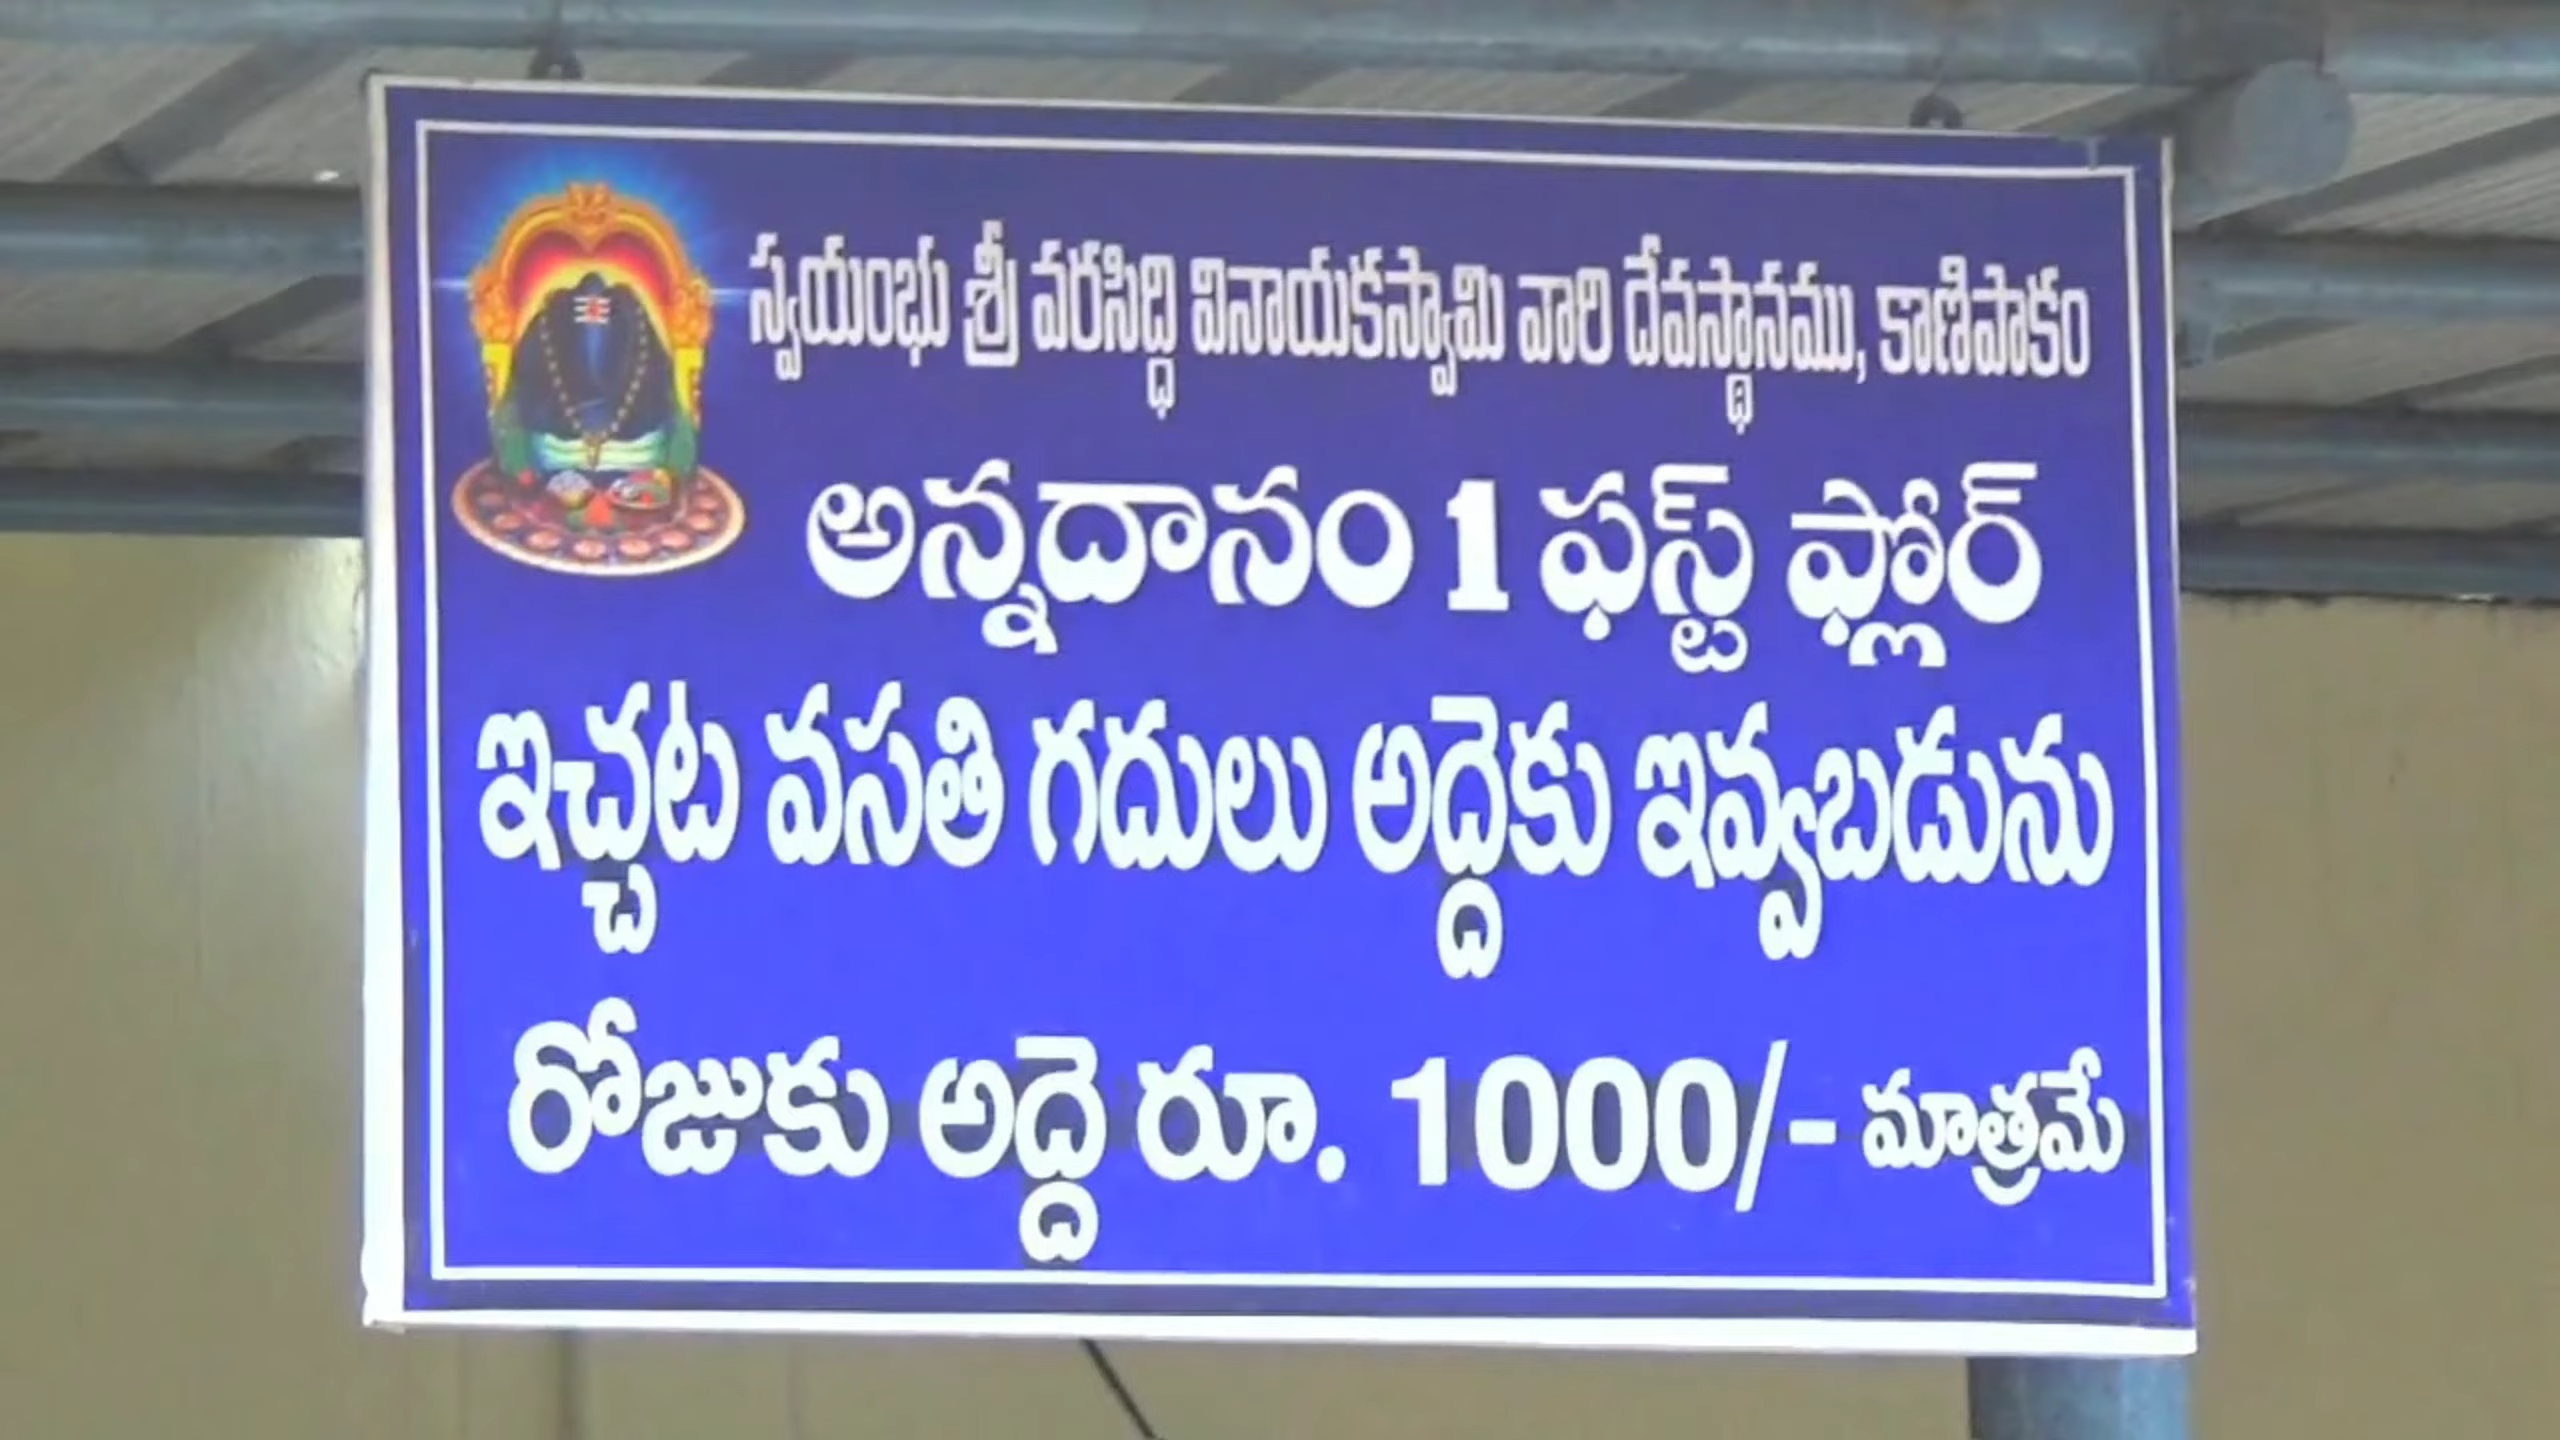 స్వయంభు శ్రీ వరసిద్ధి వినాయకస్వామి వారి దేవస్థానము, కాణిపాకం
అన్నదానం 1 ఫస్ట్ ఫ్లోర్
ఇచ్చట వసతి గదులు అద్దెకు ఇవ్వబడును
రోజుకు అద్దె రూ. 1000/- మాత్రమే